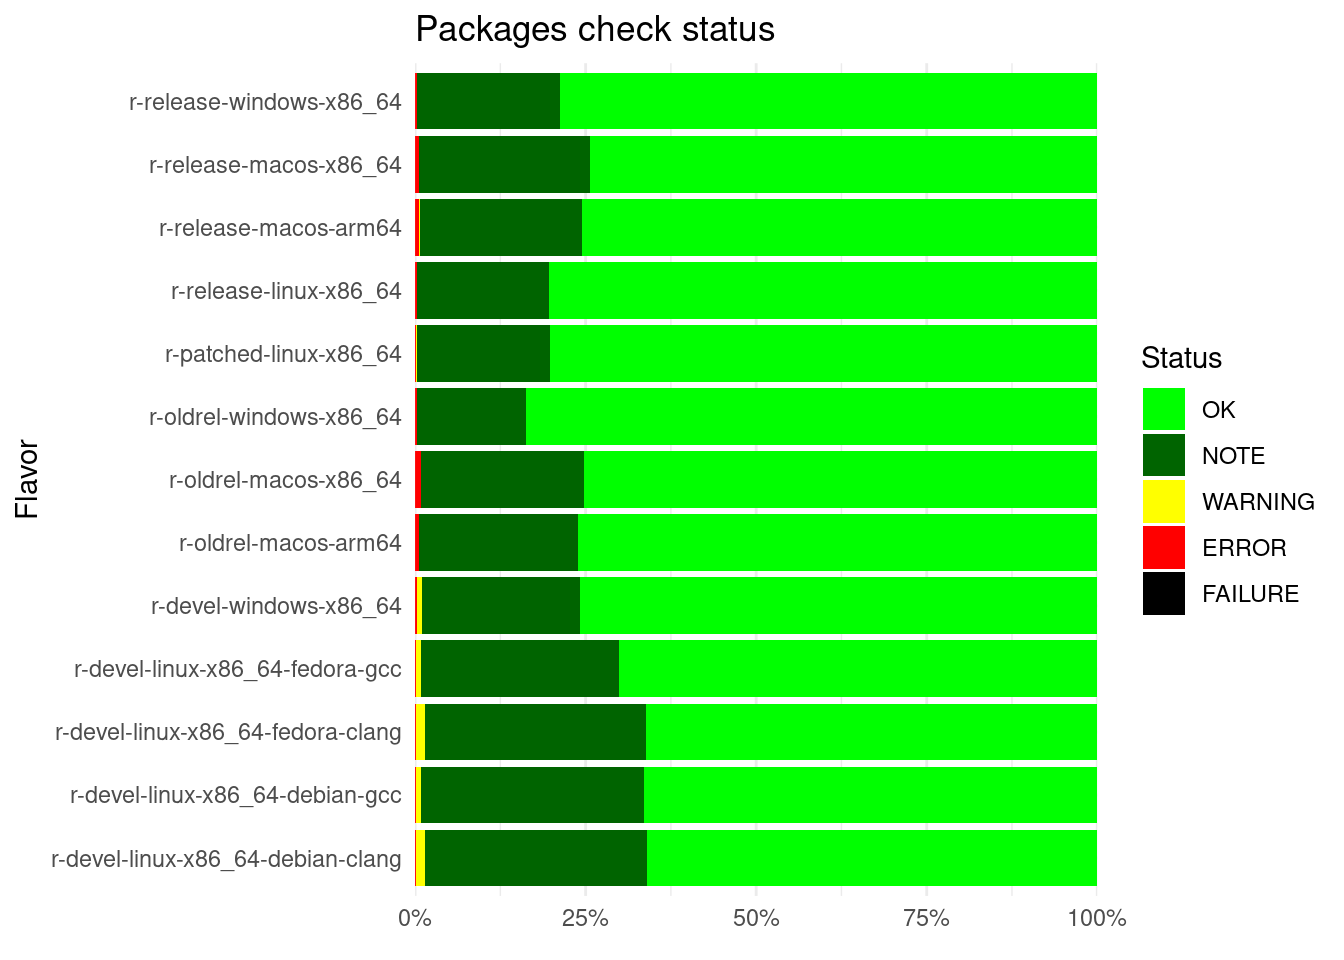 Packages check status
r-release-windows-x86_64
r-release-macos-x86_64
r-release-macos-arm64
r-release-linux-x86_64
r-patched-linux-x86_64
r-oldrel-windows-x86_64
r-oldrel-macos-x86_64
r-oldrel-macos-arm64
r-devel-windows-x86_64
r-devel-linux-x86_64-fedora-gcc
r-devel-linux-x86_64-fedora-clang
r-devel-linux-x86_64-debian-gcc
r-devel-linux-x86_64-debian-clang
Flavor
0% 25% 50% 75% 100%
Status
OK
NOTE
WARNING
ERROR
FAILURE